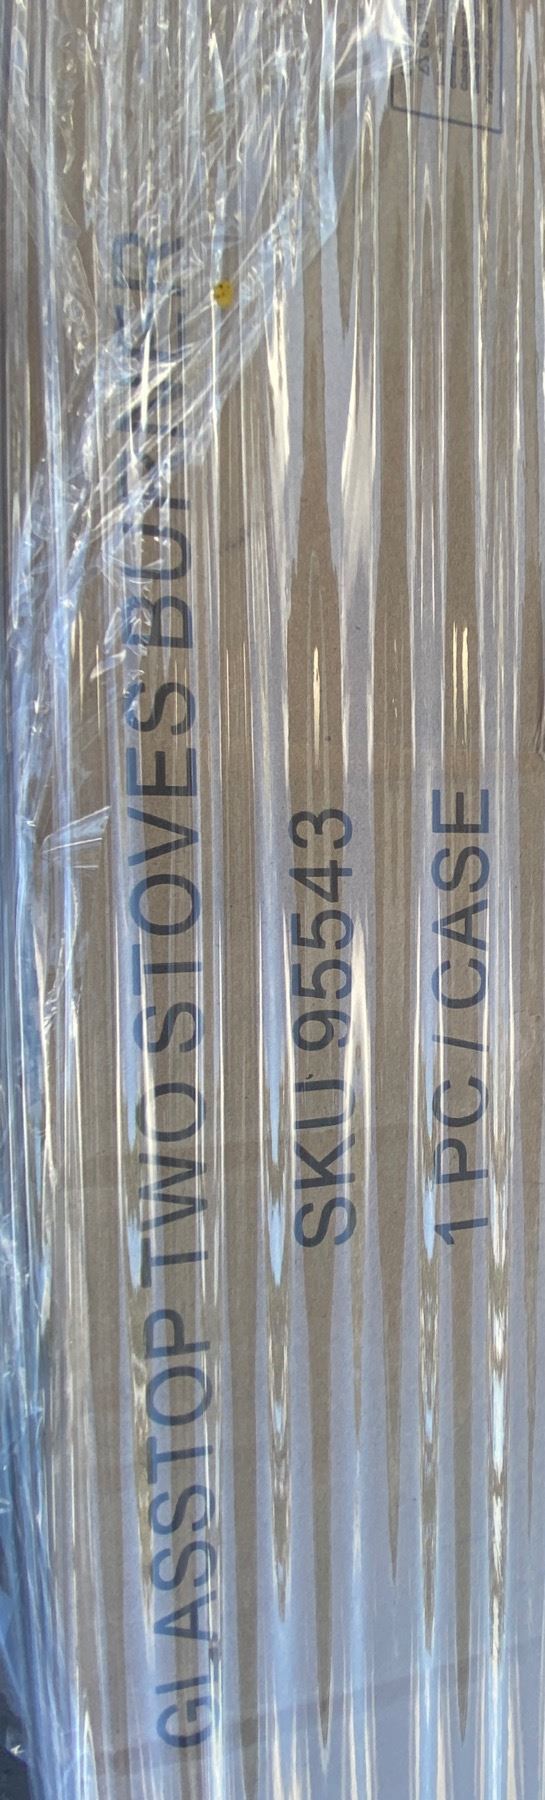 GLASSTOP TWO STOVES BURNER
SKU 95543
1 PC / CASE